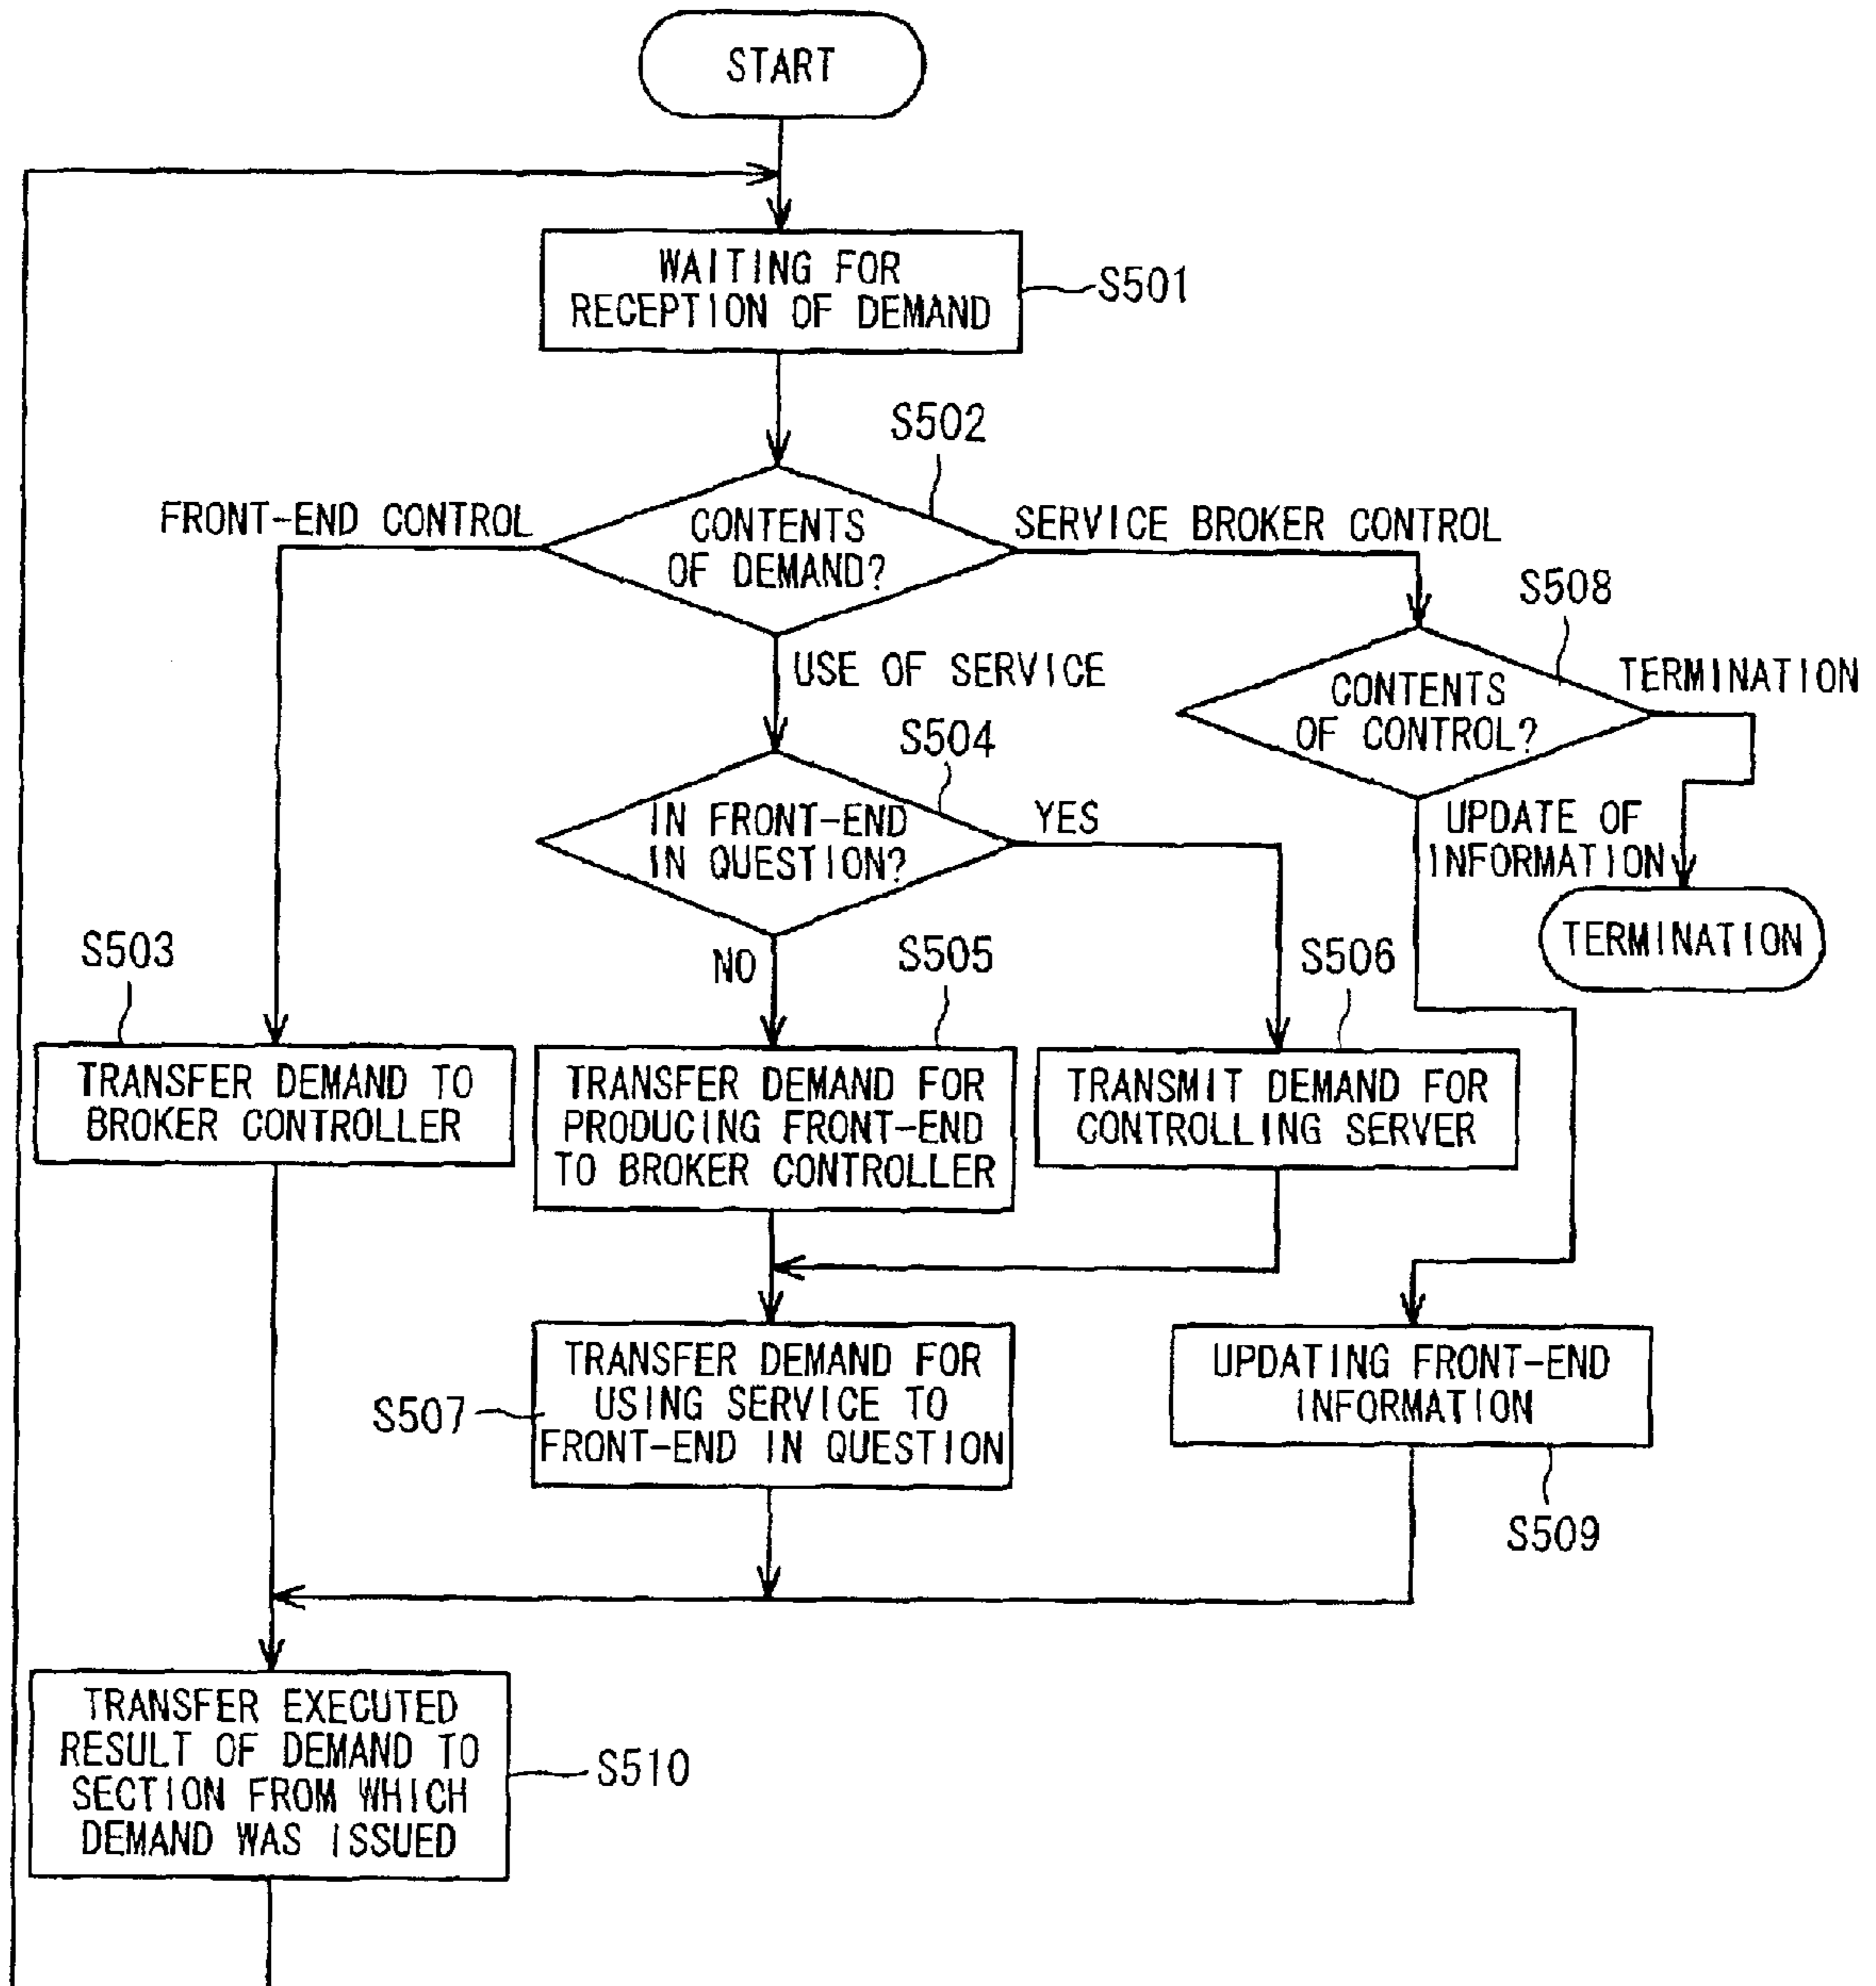 START
WAITING FOR
RECEPTION OF DEMAND
S501
S502
FRONT-END CONTROL
CONTENTS
OF DEMAND?
SERVICE BROKER CONTROL
S508
USE OF SERVICE
CONTENTS
OF CONTROL?
TERMINATION
S504
IN FRONT-END
IN QUESTION?
YES
UPDATE OF
INFORMATION
TERMINATION
S503
NO
S505
S506
TRANSFER DEMAND TO
BROKER CONTROLLER
TRANSFER DEMAND FOR
PRODUCING FRONT-END
TO BROKER CONTROLLER
TRANSMIT DEMAND FOR
CONTROLLING SERVER
S507
TRANSFER DEMAND FOR
USING SERVICE TO
FRONT-END IN QUESTION
UPDATING FRONT-END
INFORMATION
S509
TRANSFER EXECUTED
RESULT OF DEMAND TO
SECTION FROM WHICH
DEMAND WAS ISSUED
S510